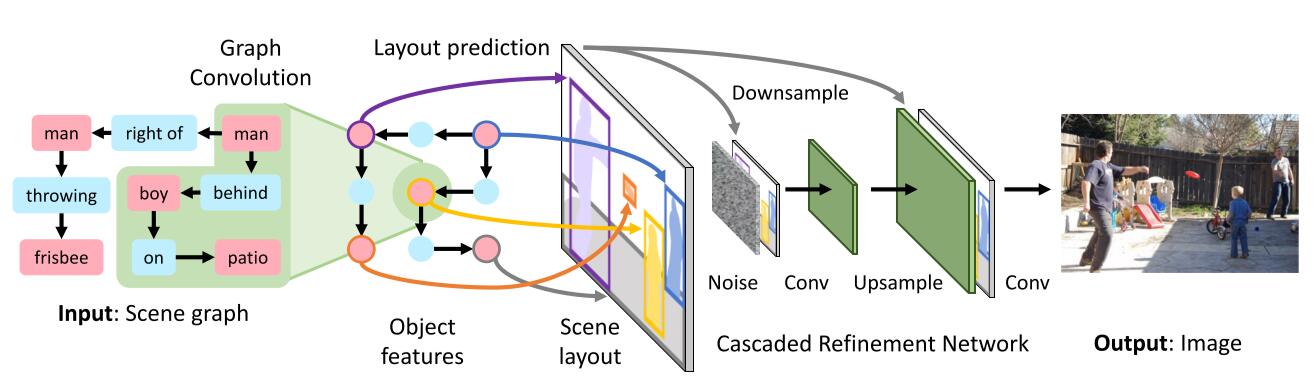 Graph
Convolution
Layout prediction
Downsample
man
right of
man
throwing
boy
behind
frisbee
on
patio
Input: Scene graph
Object
features
Scene
layout
Noise
Conv
Upsample
Conv
Cascaded Refinement Network
Output: Image